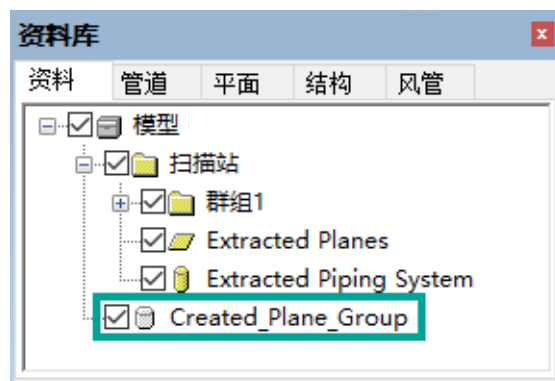 资料库
资料 管道 平面 结构 风管
模型
扫描站
群组1
Extracted Planes
Extracted Piping System
Created_Plane_Group